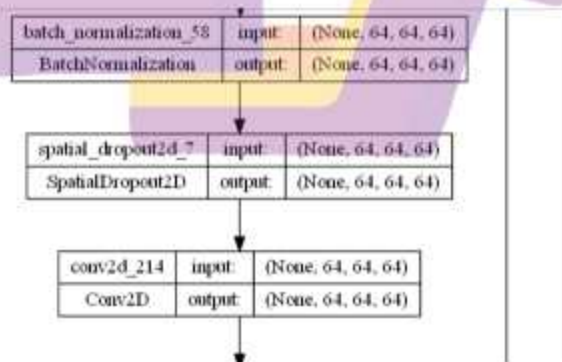 batch_normalization_58 input: (None, 64, 64, 64)
BatchNormalization output: (None, 64, 64, 64)
spatial_dropout2d_7 input: (None, 64, 64, 64)
SpatialDropout2D output: (None, 64, 64, 64)
conv2d_214 input: (None, 64, 64, 64)
Conv2D output: (None, 64, 64, 64)